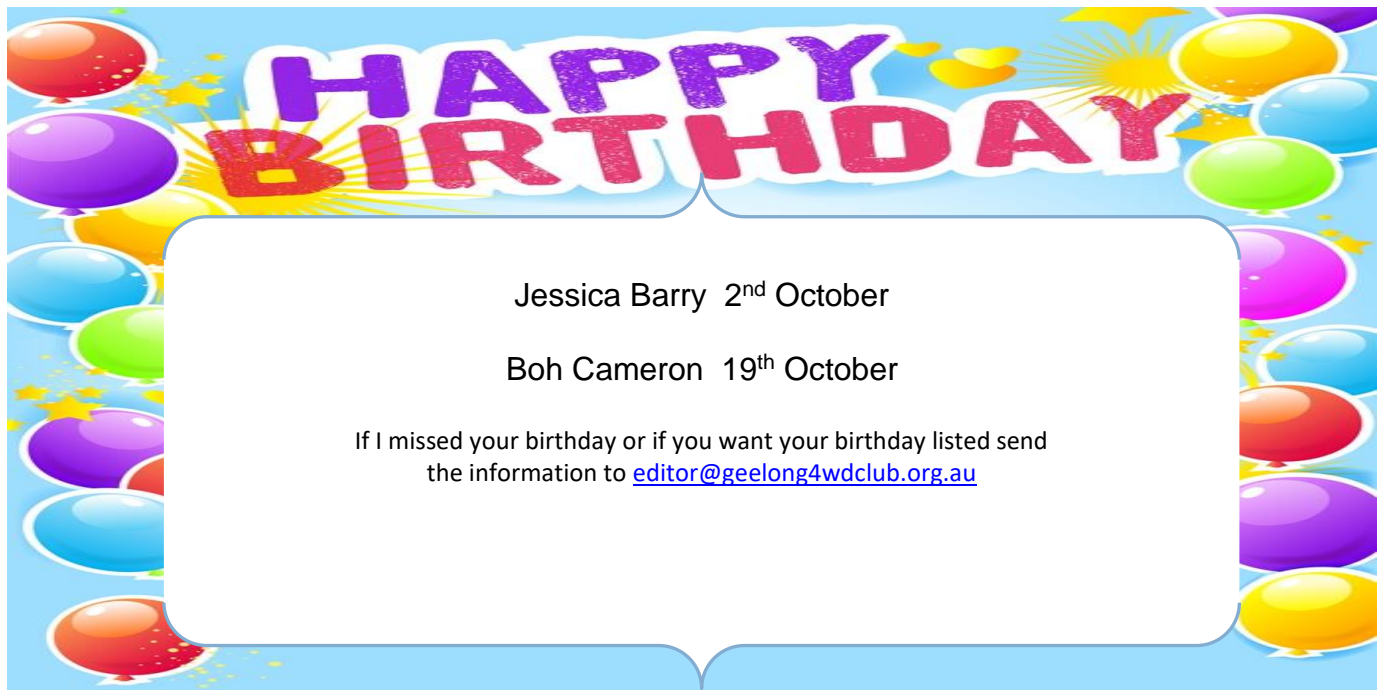 HAPPY
BIRTHDAY
Jessica Barry 2nd October
Boh Cameron 19th October
If I missed your birthday or if you want your birthday listed send
the information to editor@geelong4wdclub.org.au